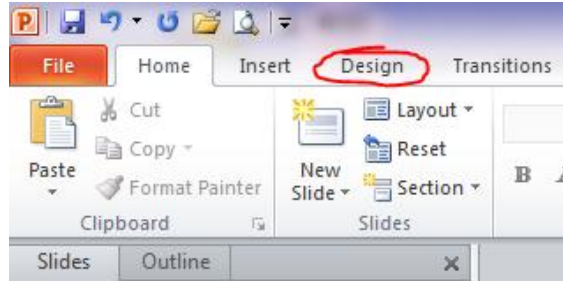 P
File Home Insert Design Transitions
Paste
Cut
Copy
Format Painter
Clipboard
New
Slide
Layout
Reset
Section
Slides
B
Slides Outline